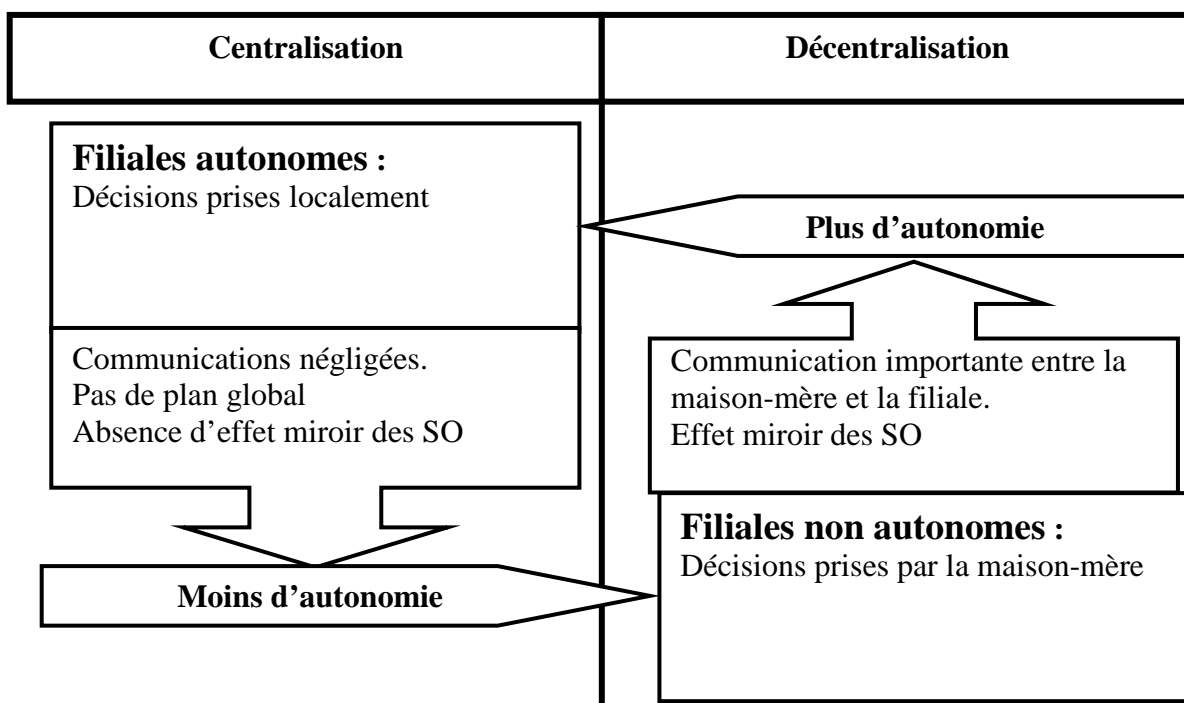 Centralisation
Décentralisation
Filiales autonomes :
Décisions prises localement
Plus d’autonomie
Communications négligées.
Pas de plan global
Absence d’effet miroir des SO
Communication importante entre la
maison-mère et la filiale.
Effet miroir des SO
Moins d’autonomie
Filiales non autonomes :
Décisions prises par la maison-mère